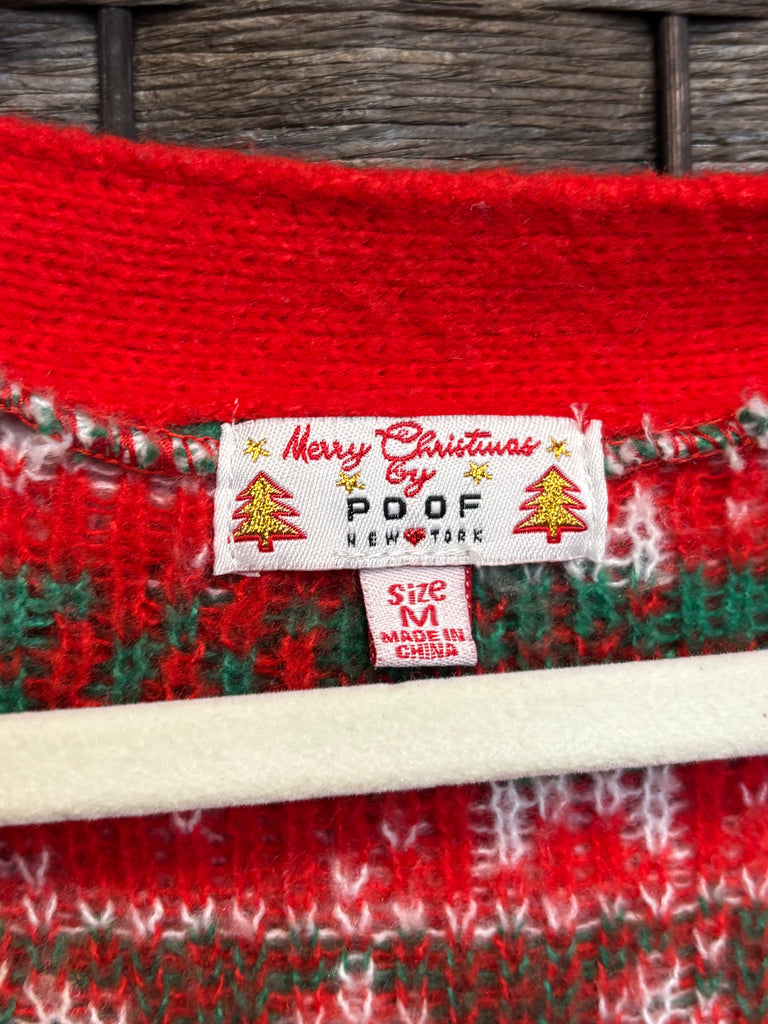 Merry Christmas
by
POOF
NEW YORK
Size
M
MADE IN
CHINA